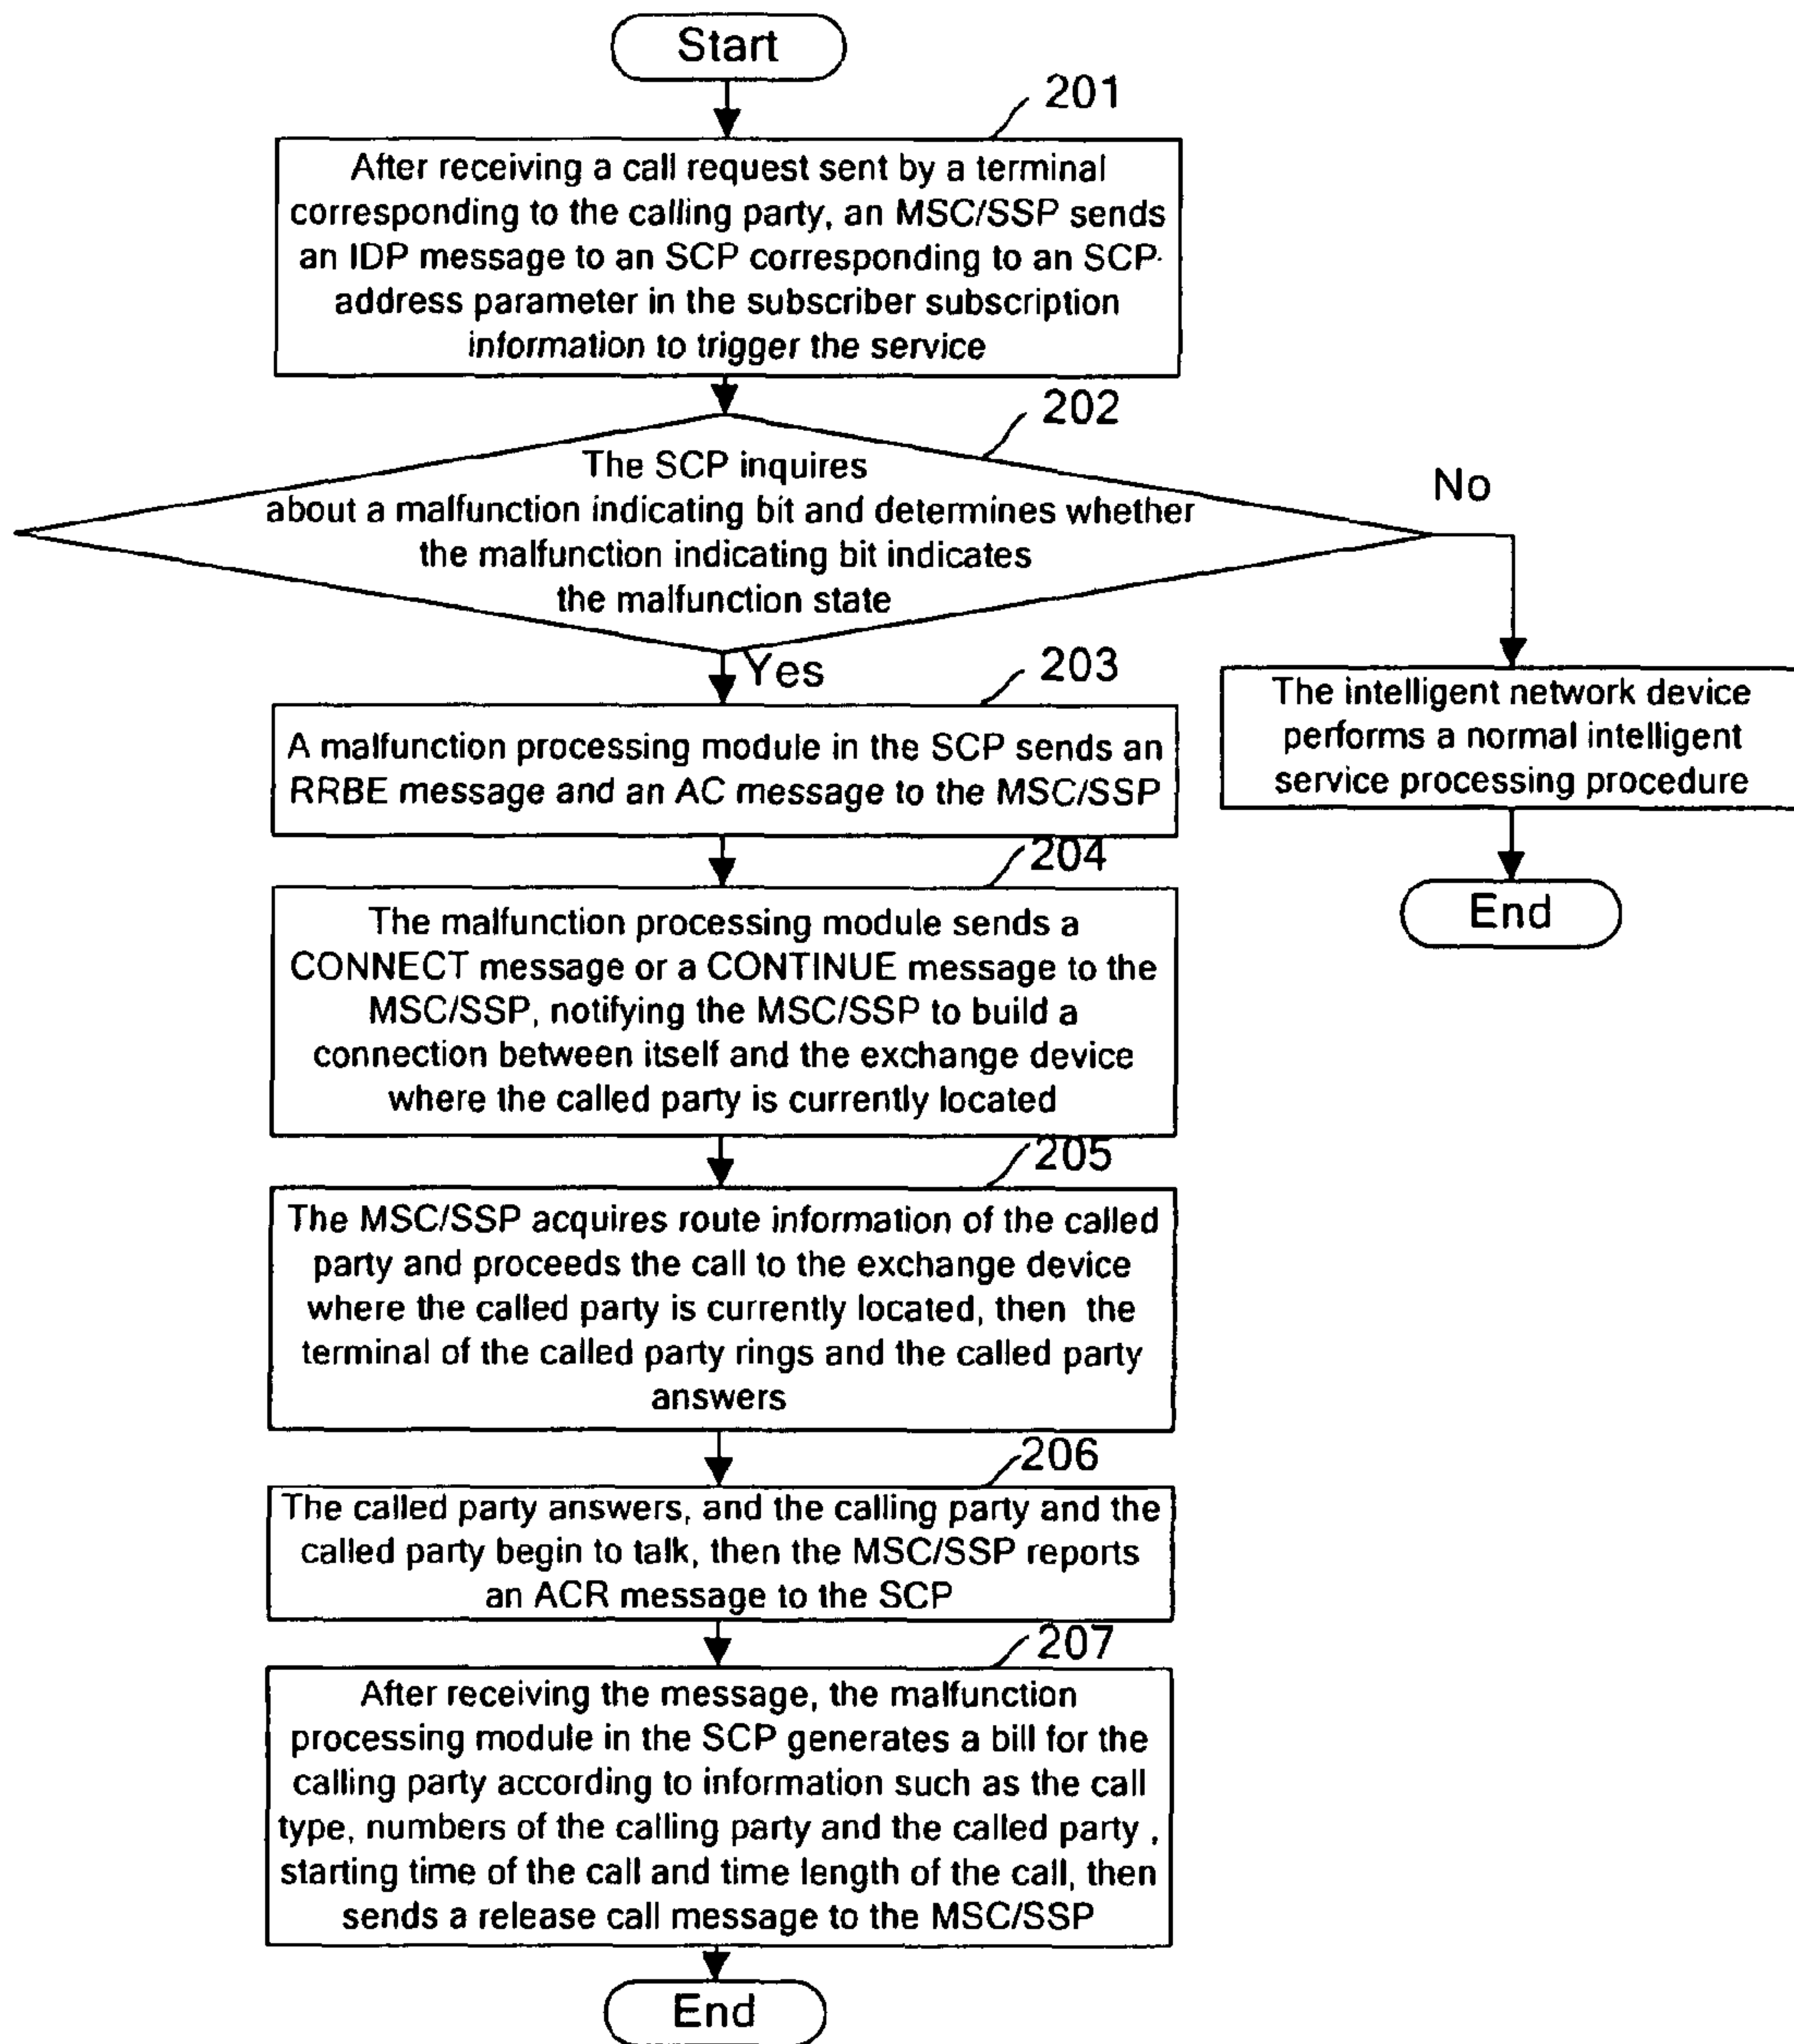 Start
201
After receiving a call request sent by a terminal
corresponding to the calling party, an MSC/SSP sends
an IDP message to an SCP corresponding to an SCP-
address parameter in the subscriber subscription
information to trigger the service
202
The SCP inquires
about a malfunction indicating bit and determines whether
the malfunction indicating bit indicates
the malfunction state
No
Yes
203
A malfunction processing module in the SCP sends an
RRBE message and an AC message to the MSC/SSP
The intelligent network device
performs a normal intelligent
service processing procedure
End
204
The malfunction processing module sends a
CONNECT message or a CONTINUE message to the
MSC/SSP, notifying the MSC/SSP to build a
connection between itself and the exchange device
where the called party is currently located
205
The MSC/SSP acquires route information of the called
party and proceeds the call to the exchange device
where the called party is currently located, then the
terminal of the called party rings and the called party
answers
206
The called party answers, and the calling party and the
called party begin to talk, then the MSC/SSP reports
an ACR message to the SCP
207
After receiving the message, the malfunction
processing module in the SCP generates a bill for the
calling party according to information such as the call
type, numbers of the calling party and the called party ,
starting time of the call and time length of the call, then
sends a release call message to the MSC/SSP
End